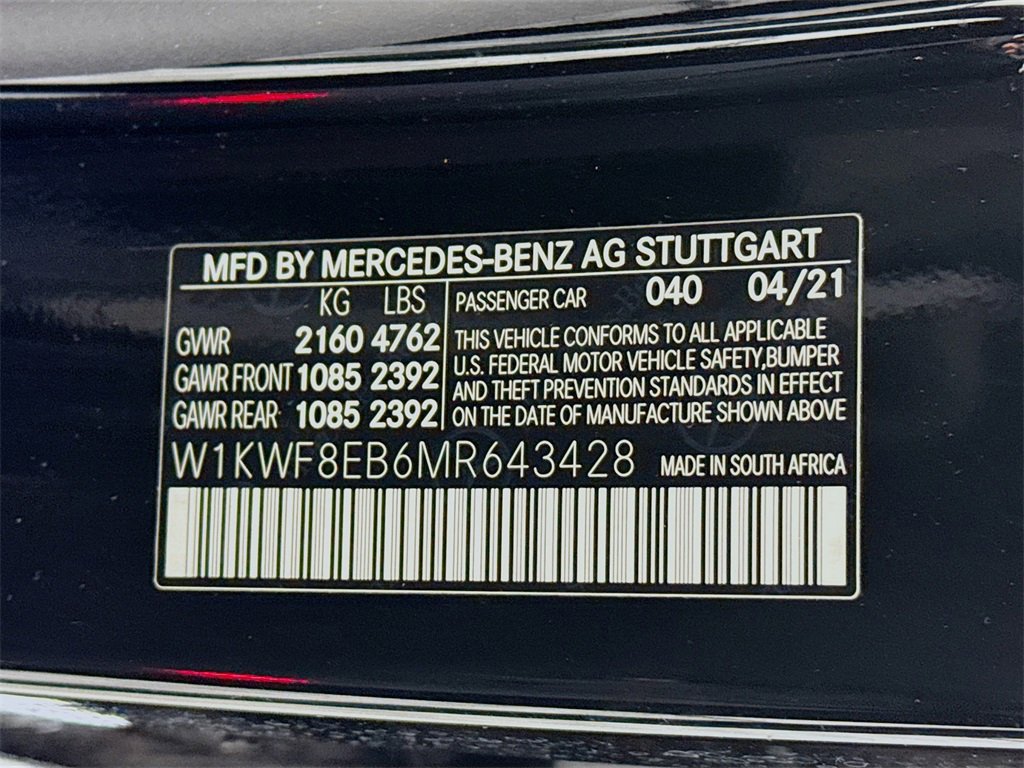 MFD BY MERCEDES-BENZ AG STUTTGART
KG LBS
GVWR 2160 4762
GAWR FRONT 1085 2392
GAWR REAR 1085 2392
PASSENGER CAR 040 04/21
THIS VEHICLE CONFORMS TO ALL APPLICABLE
U.S. FEDERAL MOTOR VEHICLE SAFETY,BUMPER
AND THEFT PREVENTION STANDARDS IN EFFECT
ON THE DATE OF MANUFACTURE SHOWN ABOVE
W1KWF8EB6MR643428 MADE IN SOUTH AFRICA